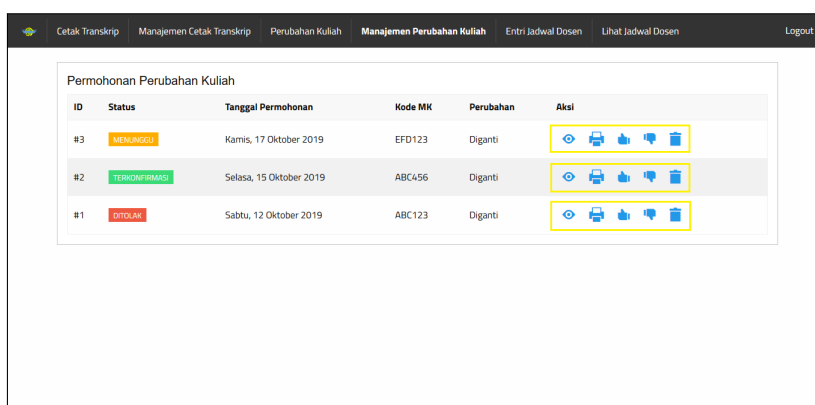 Cetak Transkrip Manajemen Cetak Transkrip Perubahan Kuliah Manajemen Perubahan Kuliah Entri Jadwal Dosen Lihat Jadwal Dosen Logout
Permohonan Perubahan Kuliah
ID Status Tanggal Permohonan Kode MK Perubahan Aksi
#3 MENUNGGU Kamis, 17 Oktober 2019 EFD123 Diganti
#2 TERKONFIRMASI Selasa, 15 Oktober 2019 ABC456 Diganti
#1 DITOLAK Sabtu, 12 Oktober 2019 ABC123 Diganti